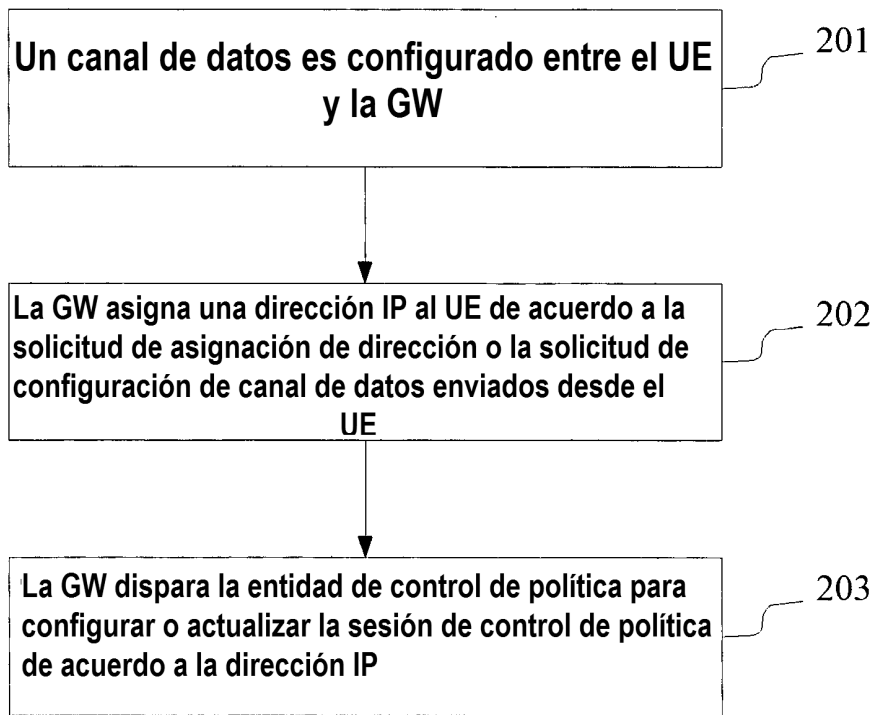 Un canal de datos es configurado entre el UE
y la GW
201
La GW asigna una dirección IP al UE de acuerdo a la
solicitud de asignación de dirección o la solicitud de
configuración de canal de datos enviados desde el
UE
202
La GW dispara la entidad de control de política para
configurar o actualizar la sesión de control de política
de acuerdo a la dirección IP
203